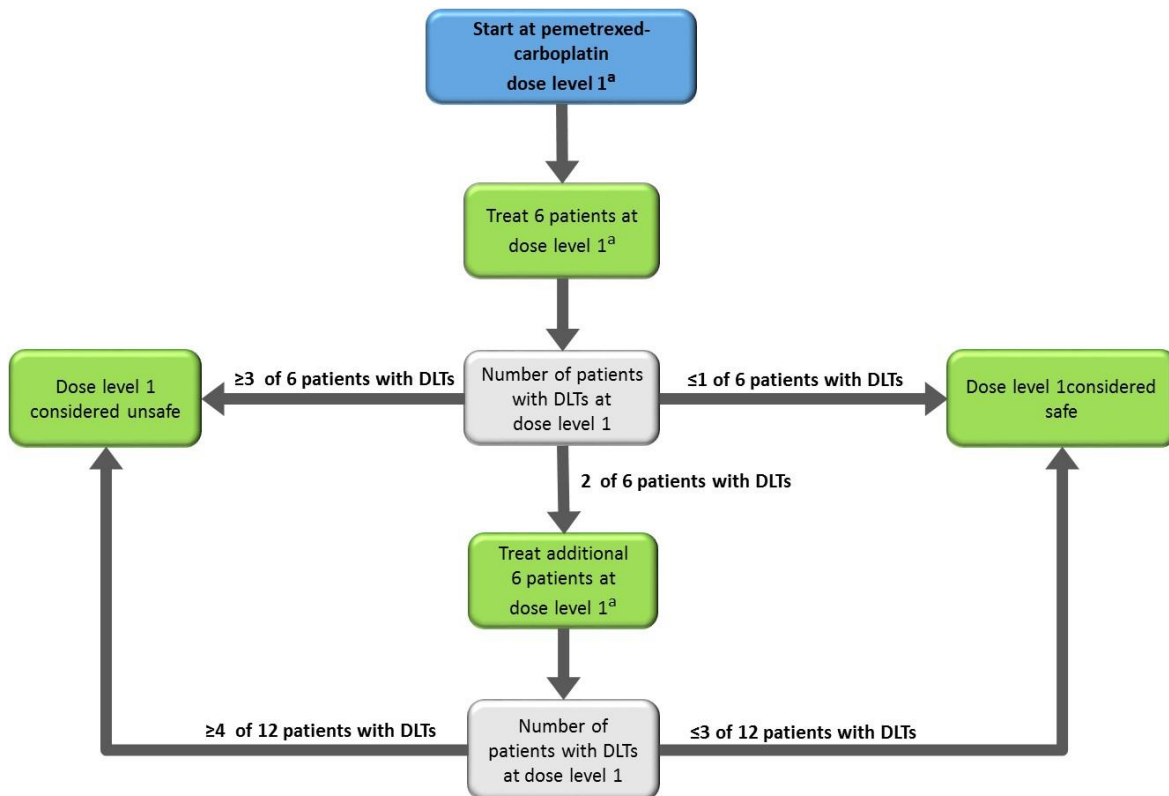 Start at pemetrexed-
carboplatin
dose level 1ᵃ
Treat 6 patients at
dose level 1ᵃ
Dose level 1
considered unsafe
≥3 of 6 patients with DLTs
Number of patients
with DLTs at
dose level 1
≤1 of 6 patients with DLTs
Dose level 1considered
safe
2 of 6 patients with DLTs
Treat additional
6 patients at
dose level 1ᵃ
≥4 of 12 patients with DLTs
Number of
patients with DLTs
at dose level 1
≤3 of 12 patients with DLTs